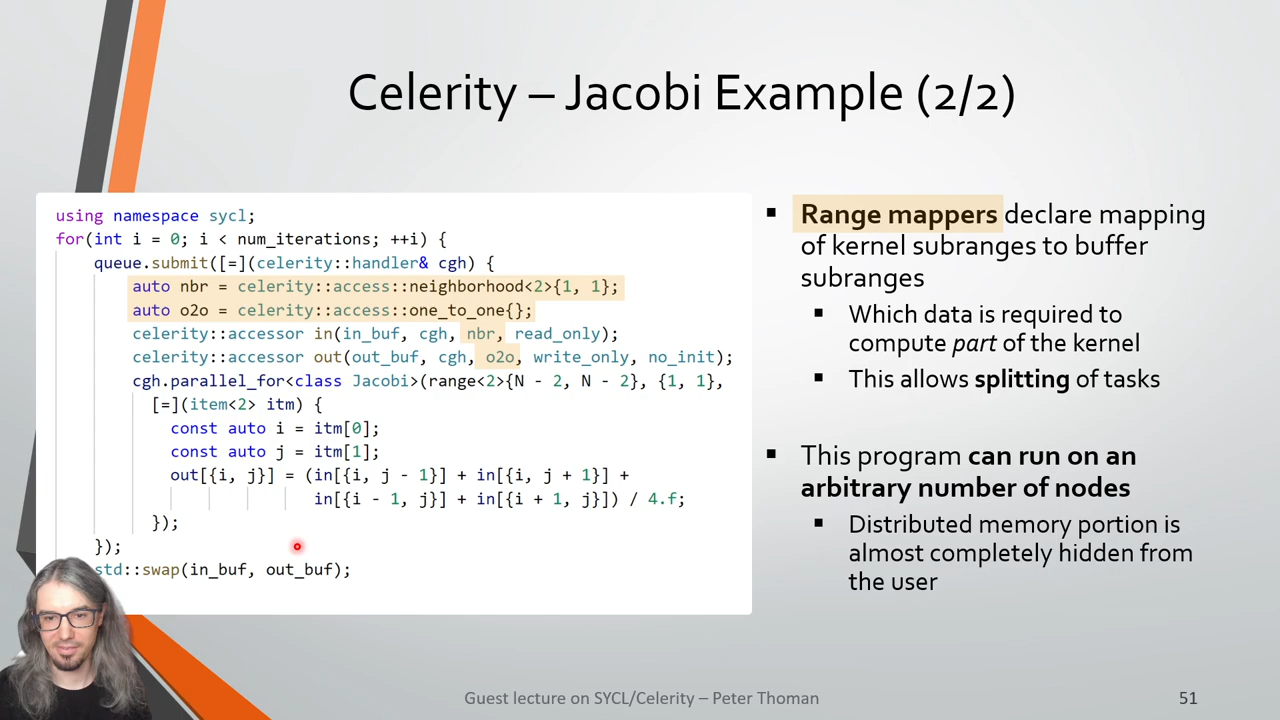 Celerity – Jacobi Example (2/2)
using namespace sycl;
for(int i = 0; i < num_iterations; ++i) {
queue.submit([=](celerity::handler& cgh) {
auto nbr = celerity::access::neighborhood<2>{1, 1};
auto o2o = celerity::access::one_to_one{};
celerity::accessor in(in_buf, cgh, nbr, read_only);
celerity::accessor out(out_buf, cgh, o2o, write_only, no_init);
cgh.parallel_for<class Jacobi>(range<2>{N - 2, N - 2}, {1, 1},
[=](item<2> itm) {
const auto i = itm[0];
const auto j = itm[1];
out[{i, j}] = (in[{i, j - 1}] + in[{i, j + 1}] +
in[{i - 1, j}] + in[{i + 1, j}]) / 4.f;
});
});
std::swap(in_buf, out_buf);
▪ Range mappers declare mapping
of kernel subranges to buffer
subranges
▪ Which data is required to
compute part of the kernel
▪ This allows splitting of tasks
▪ This program can run on an
arbitrary number of nodes
▪ Distributed memory portion is
almost completely hidden from
the user
Guest lecture on SYCL/Celerity – Peter Thoman
51